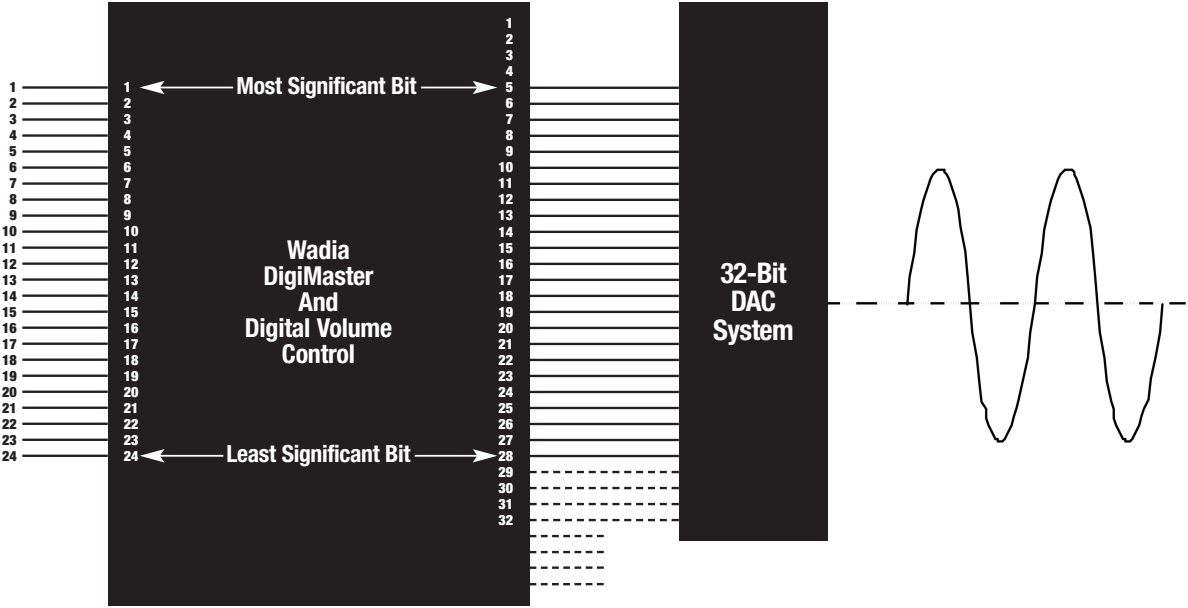 1
2
3
4
1 1 Most Significant Bit 5
2 2 6
3 3 7
4 4 8
5 5 9
6 6 10
7 7 11
8 8 12
9 9 13
10 10 14
11 11 15
12 12 16
13 13 17
14 14 18
15 15 19
16 16 20
17 17 21
18 18 22
19 19 23
20 20 24
21 21 25
22 22 26
23 23 27
24 24 Least Significant Bit 28
29
30
31
32
Wadia
DigiMaster
And
Digital Volume
Control
32-Bit
DAC
System